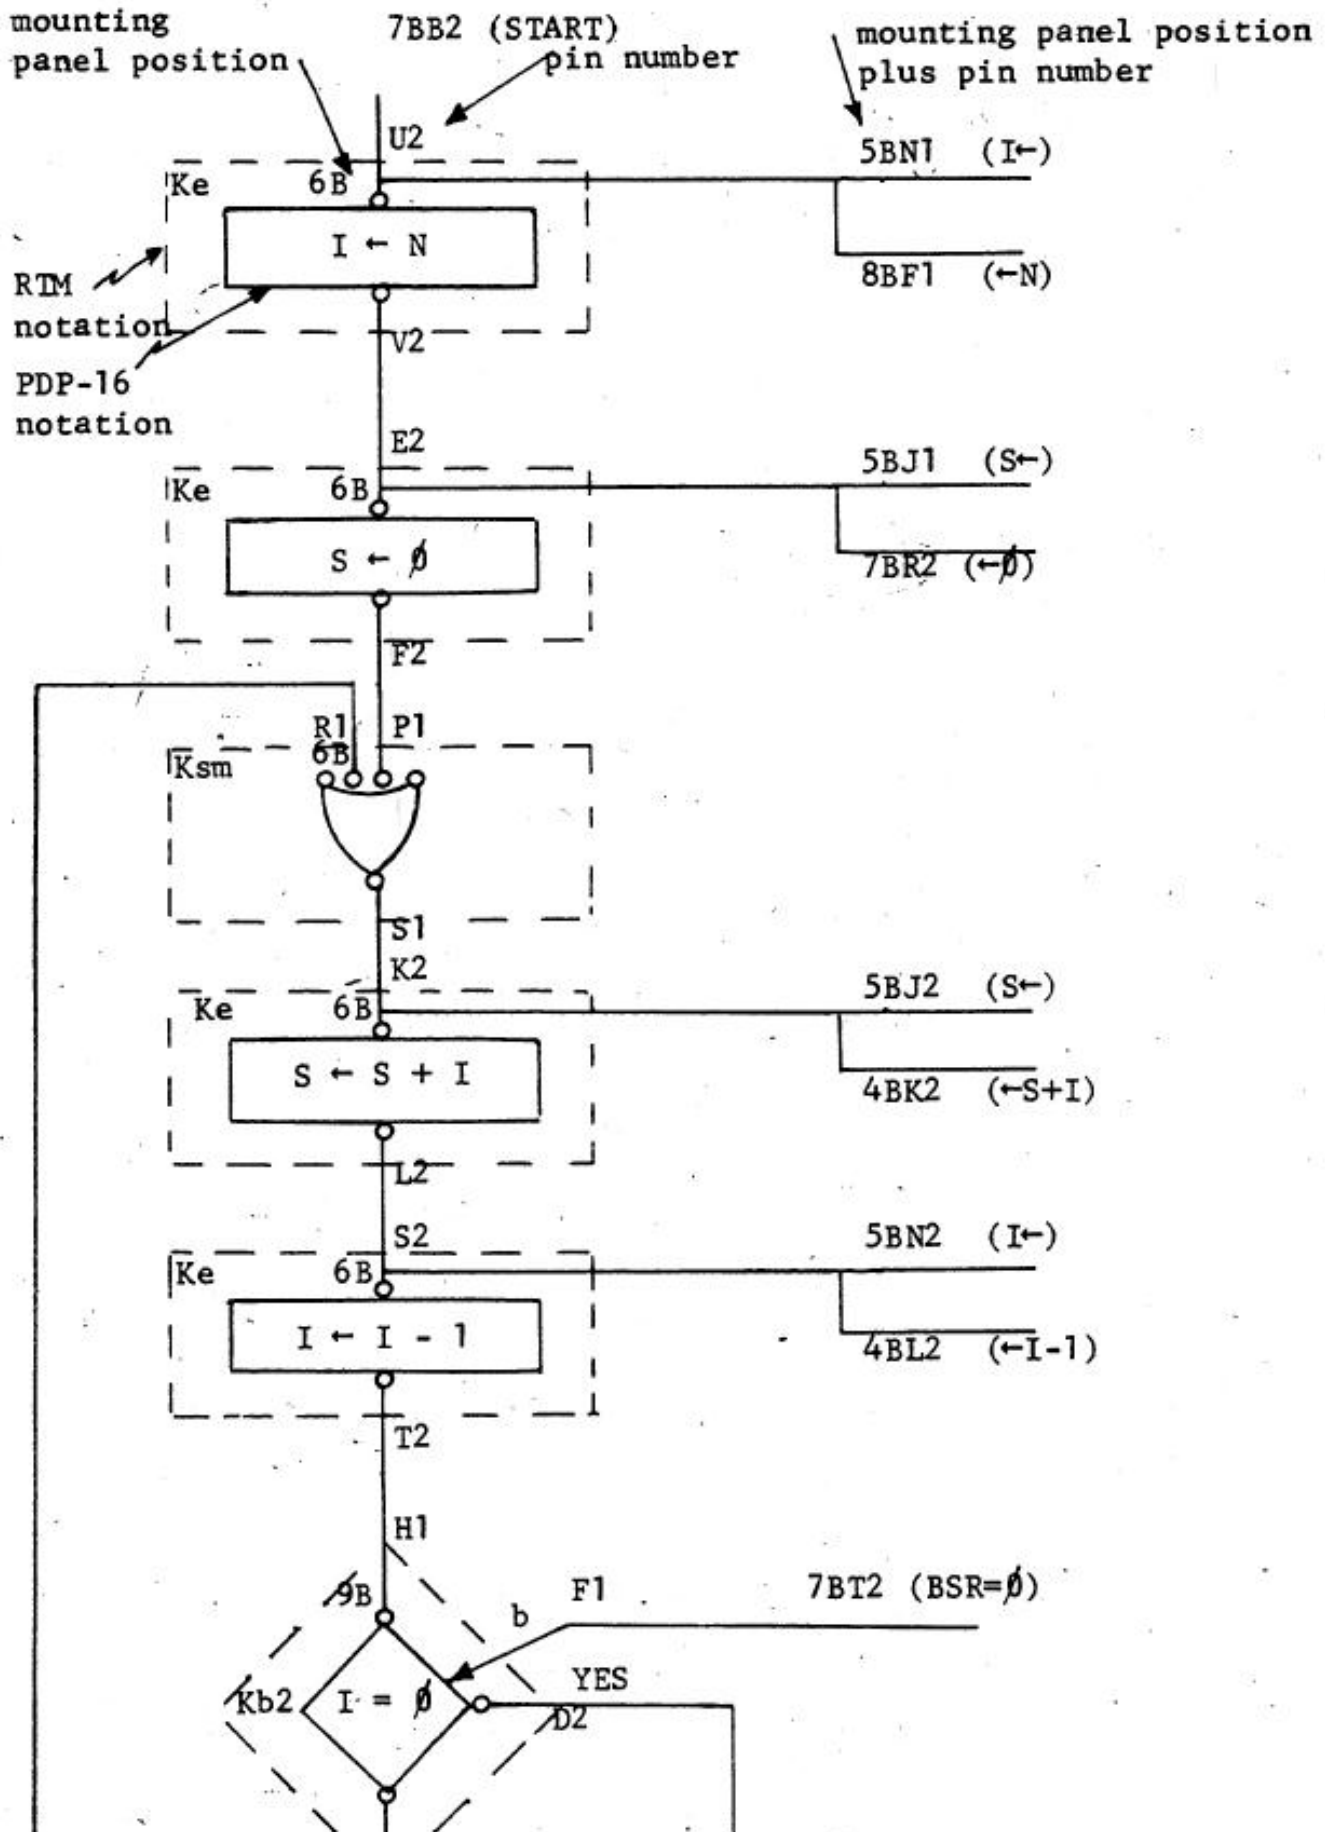 mounting
panel position
7BB2 (START)
pin number
mounting panel position
plus pin number
U2
5BN1 (I←)
Ke
6B
I ← N
8BF1 (←N)
RTM
notation
V2
PDP-16
notation
E2
5BJ1 (S←)
Ke
6B
S ← Ø
7BR2 (←Ø)
F2
R1
P1
6B
Ksm
S1
K2
5BJ2 (S←)
Ke
6B
S ← S + I
4BK2 (←S+I)
L2
S2
5BN2 (I←)
Ke
6B
I ← I - 1
4BL2 (←I-1)
T2
H1
9B
F1
7BT2 (BSR=Ø)
b
YES
Kb2
I = Ø
D2